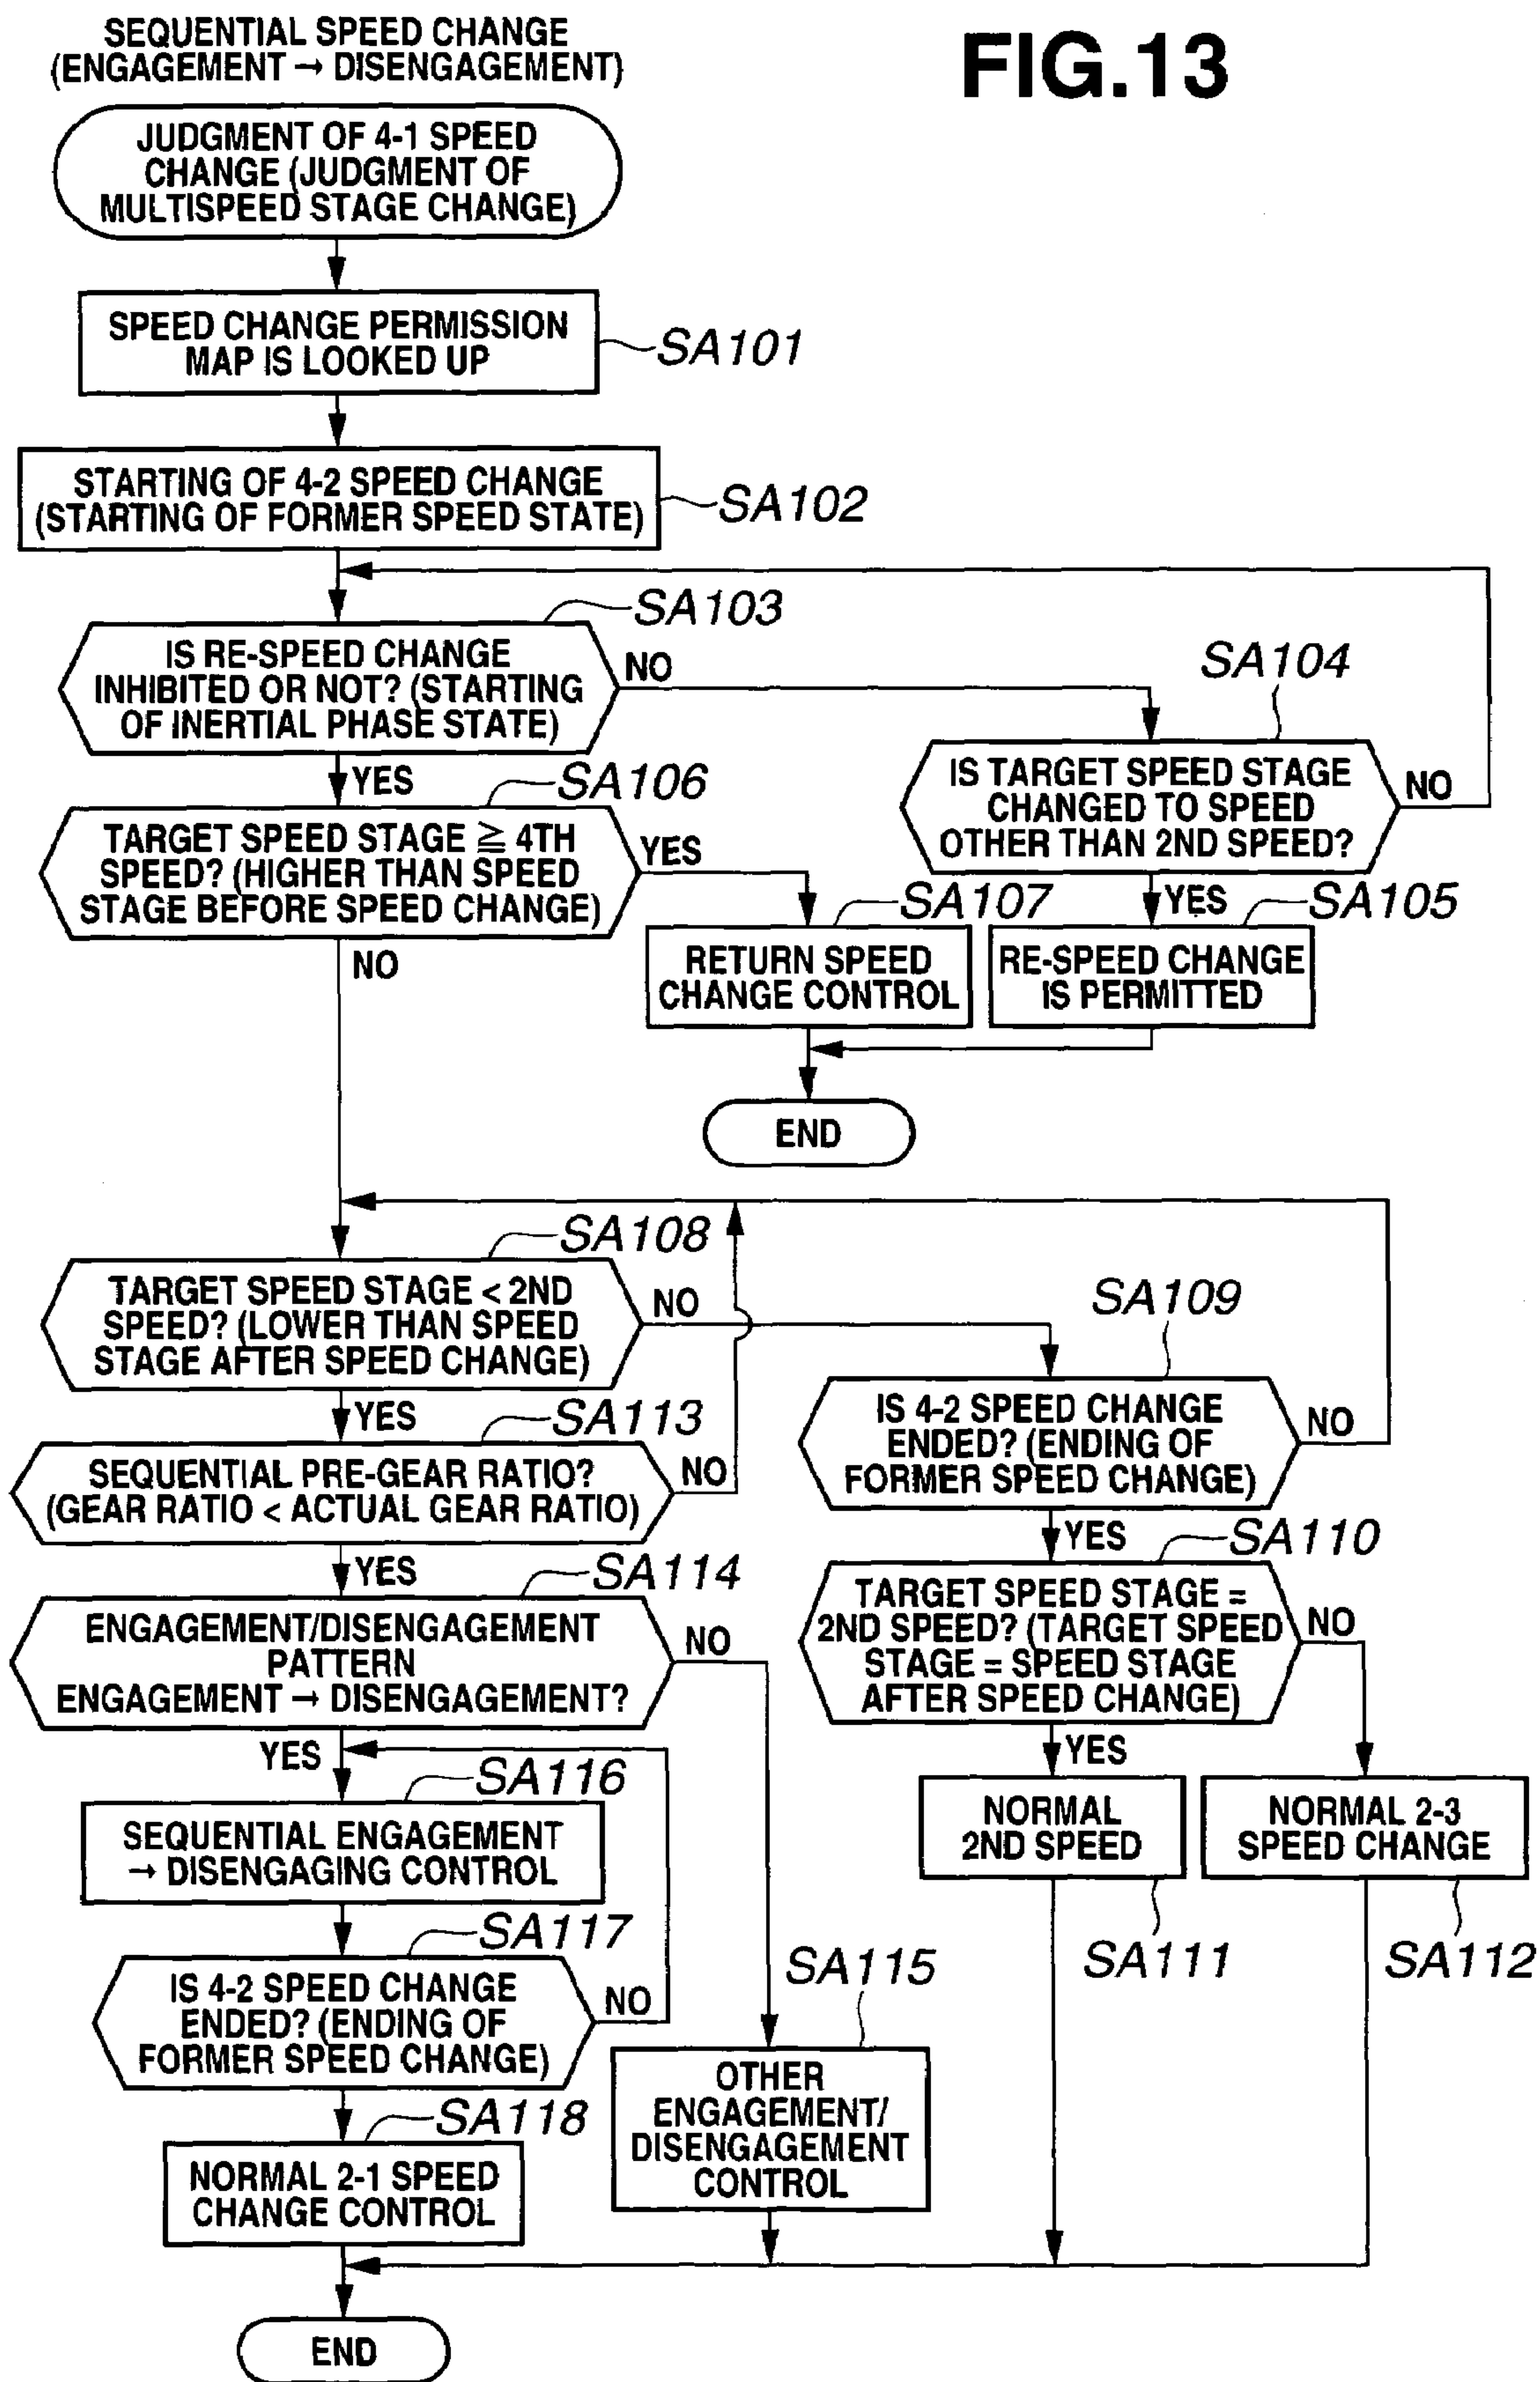 SEQUENTIAL SPEED CHANGE
(ENGAGEMENT → DISENGAGEMENT)
FIG.13
JUDGMENT OF 4-1 SPEED
CHANGE (JUDGMENT OF
MULTISPEED STAGE CHANGE)
SPEED CHANGE PERMISSION
MAP IS LOOKED UP
SA101
STARTING OF 4-2 SPEED CHANGE
(STARTING OF FORMER SPEED STATE)
SA102
SA103
IS RE-SPEED CHANGE
INHIBITED OR NOT? (STARTING
OF INERTIAL PHASE STATE)
NO
YES
SA104
IS TARGET SPEED STAGE
CHANGED TO SPEED
OTHER THAN 2ND SPEED?
NO
YES
SA106
TARGET SPEED STAGE ≧ 4TH
SPEED? (HIGHER THAN SPEED
STAGE BEFORE SPEED CHANGE)
YES
NO
SA107
RETURN SPEED
CHANGE CONTROL
SA105
RE-SPEED CHANGE
IS PERMITTED
END
SA108
TARGET SPEED STAGE < 2ND
SPEED? (LOWER THAN SPEED
STAGE AFTER SPEED CHANGE)
NO
YES
SA109
IS 4-2 SPEED CHANGE
ENDED? (ENDING OF
FORMER SPEED CHANGE)
NO
YES
SA113
SEQUENTIAL PRE-GEAR RATIO?
(GEAR RATIO < ACTUAL GEAR RATIO)
NO
YES
SA110
TARGET SPEED STAGE =
2ND SPEED? (TARGET SPEED
STAGE = SPEED STAGE
AFTER SPEED CHANGE)
NO
YES
SA114
ENGAGEMENT/DISENGAGEMENT
PATTERN
ENGAGEMENT → DISENGAGEMENT?
NO
YES
SA116
SEQUENTIAL ENGAGEMENT
→ DISENGAGING CONTROL
NORMAL
2ND SPEED
SA111
NORMAL 2-3
SPEED CHANGE
SA112
SA117
IS 4-2 SPEED CHANGE
ENDED? (ENDING OF
FORMER SPEED CHANGE)
NO
SA115
OTHER
ENGAGEMENT/
DISENGAGEMENT
CONTROL
SA118
NORMAL 2-1 SPEED
CHANGE CONTROL
END